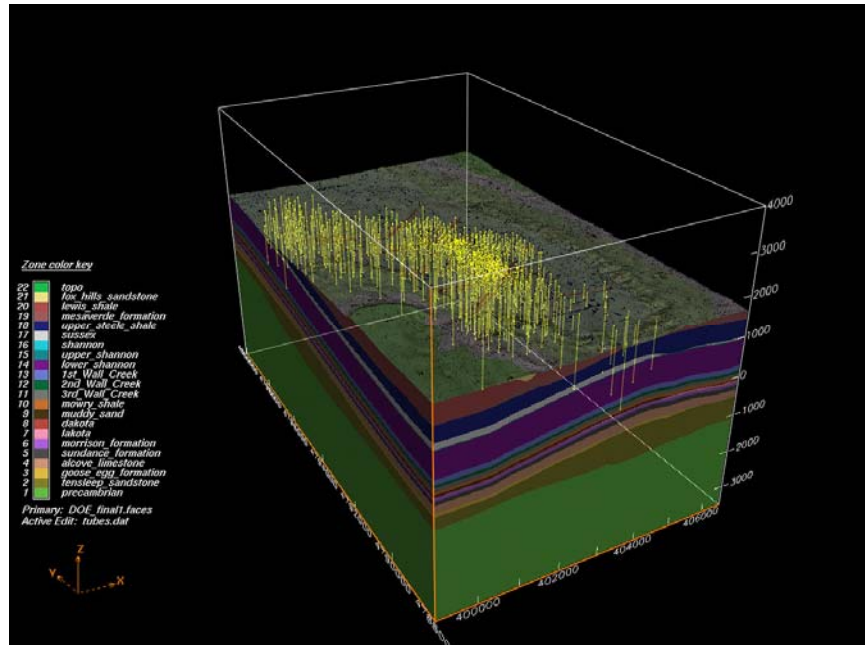 Zone color key
22 topo
21 fox_hills_sandstone
20 lewis_shale
19 mesaverde_formation
18 upper_steele_shale
17 sussex
16 shannon
15 upper_shannon
14 lower_shannon
13 1st_Wall_Creek
12 2nd_Wall_Creek
11 3rd_Wall_Creek
10 mowry_shale
9 muddy_sand
8 dakota
7 lakota
6 morrison_formation
5 sundance_formation
4 alcove_limestone
3 goose_egg_formation
2 tensleep_sandstone
1 precambrian
Primary: DOE_final1.faces
Active Edit: tubes.dat
Z
Y
X
4000
3000
2000
1000
0
-1000
-2000
-3000
400000
402000
404000
406000